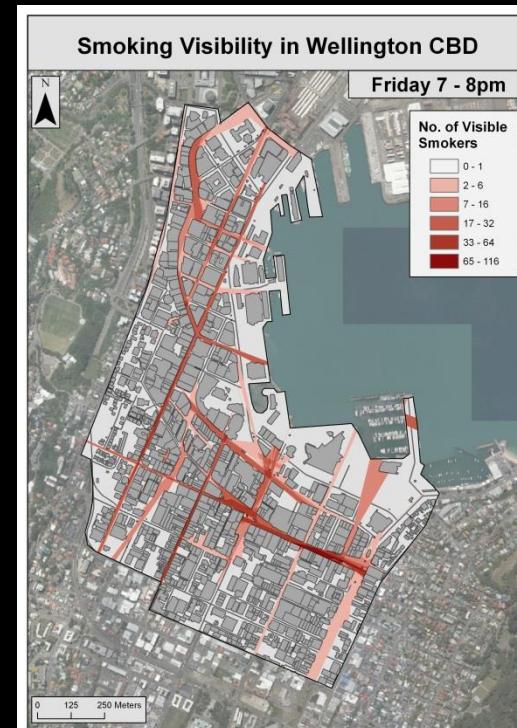 Smoking Visibility in Wellington CBD
Friday 7 - 8pm
N
No. of Visible
Smokers
0 - 1
2 - 6
7 - 16
17 - 32
33 - 64
65 - 116
0 125 250 Meters